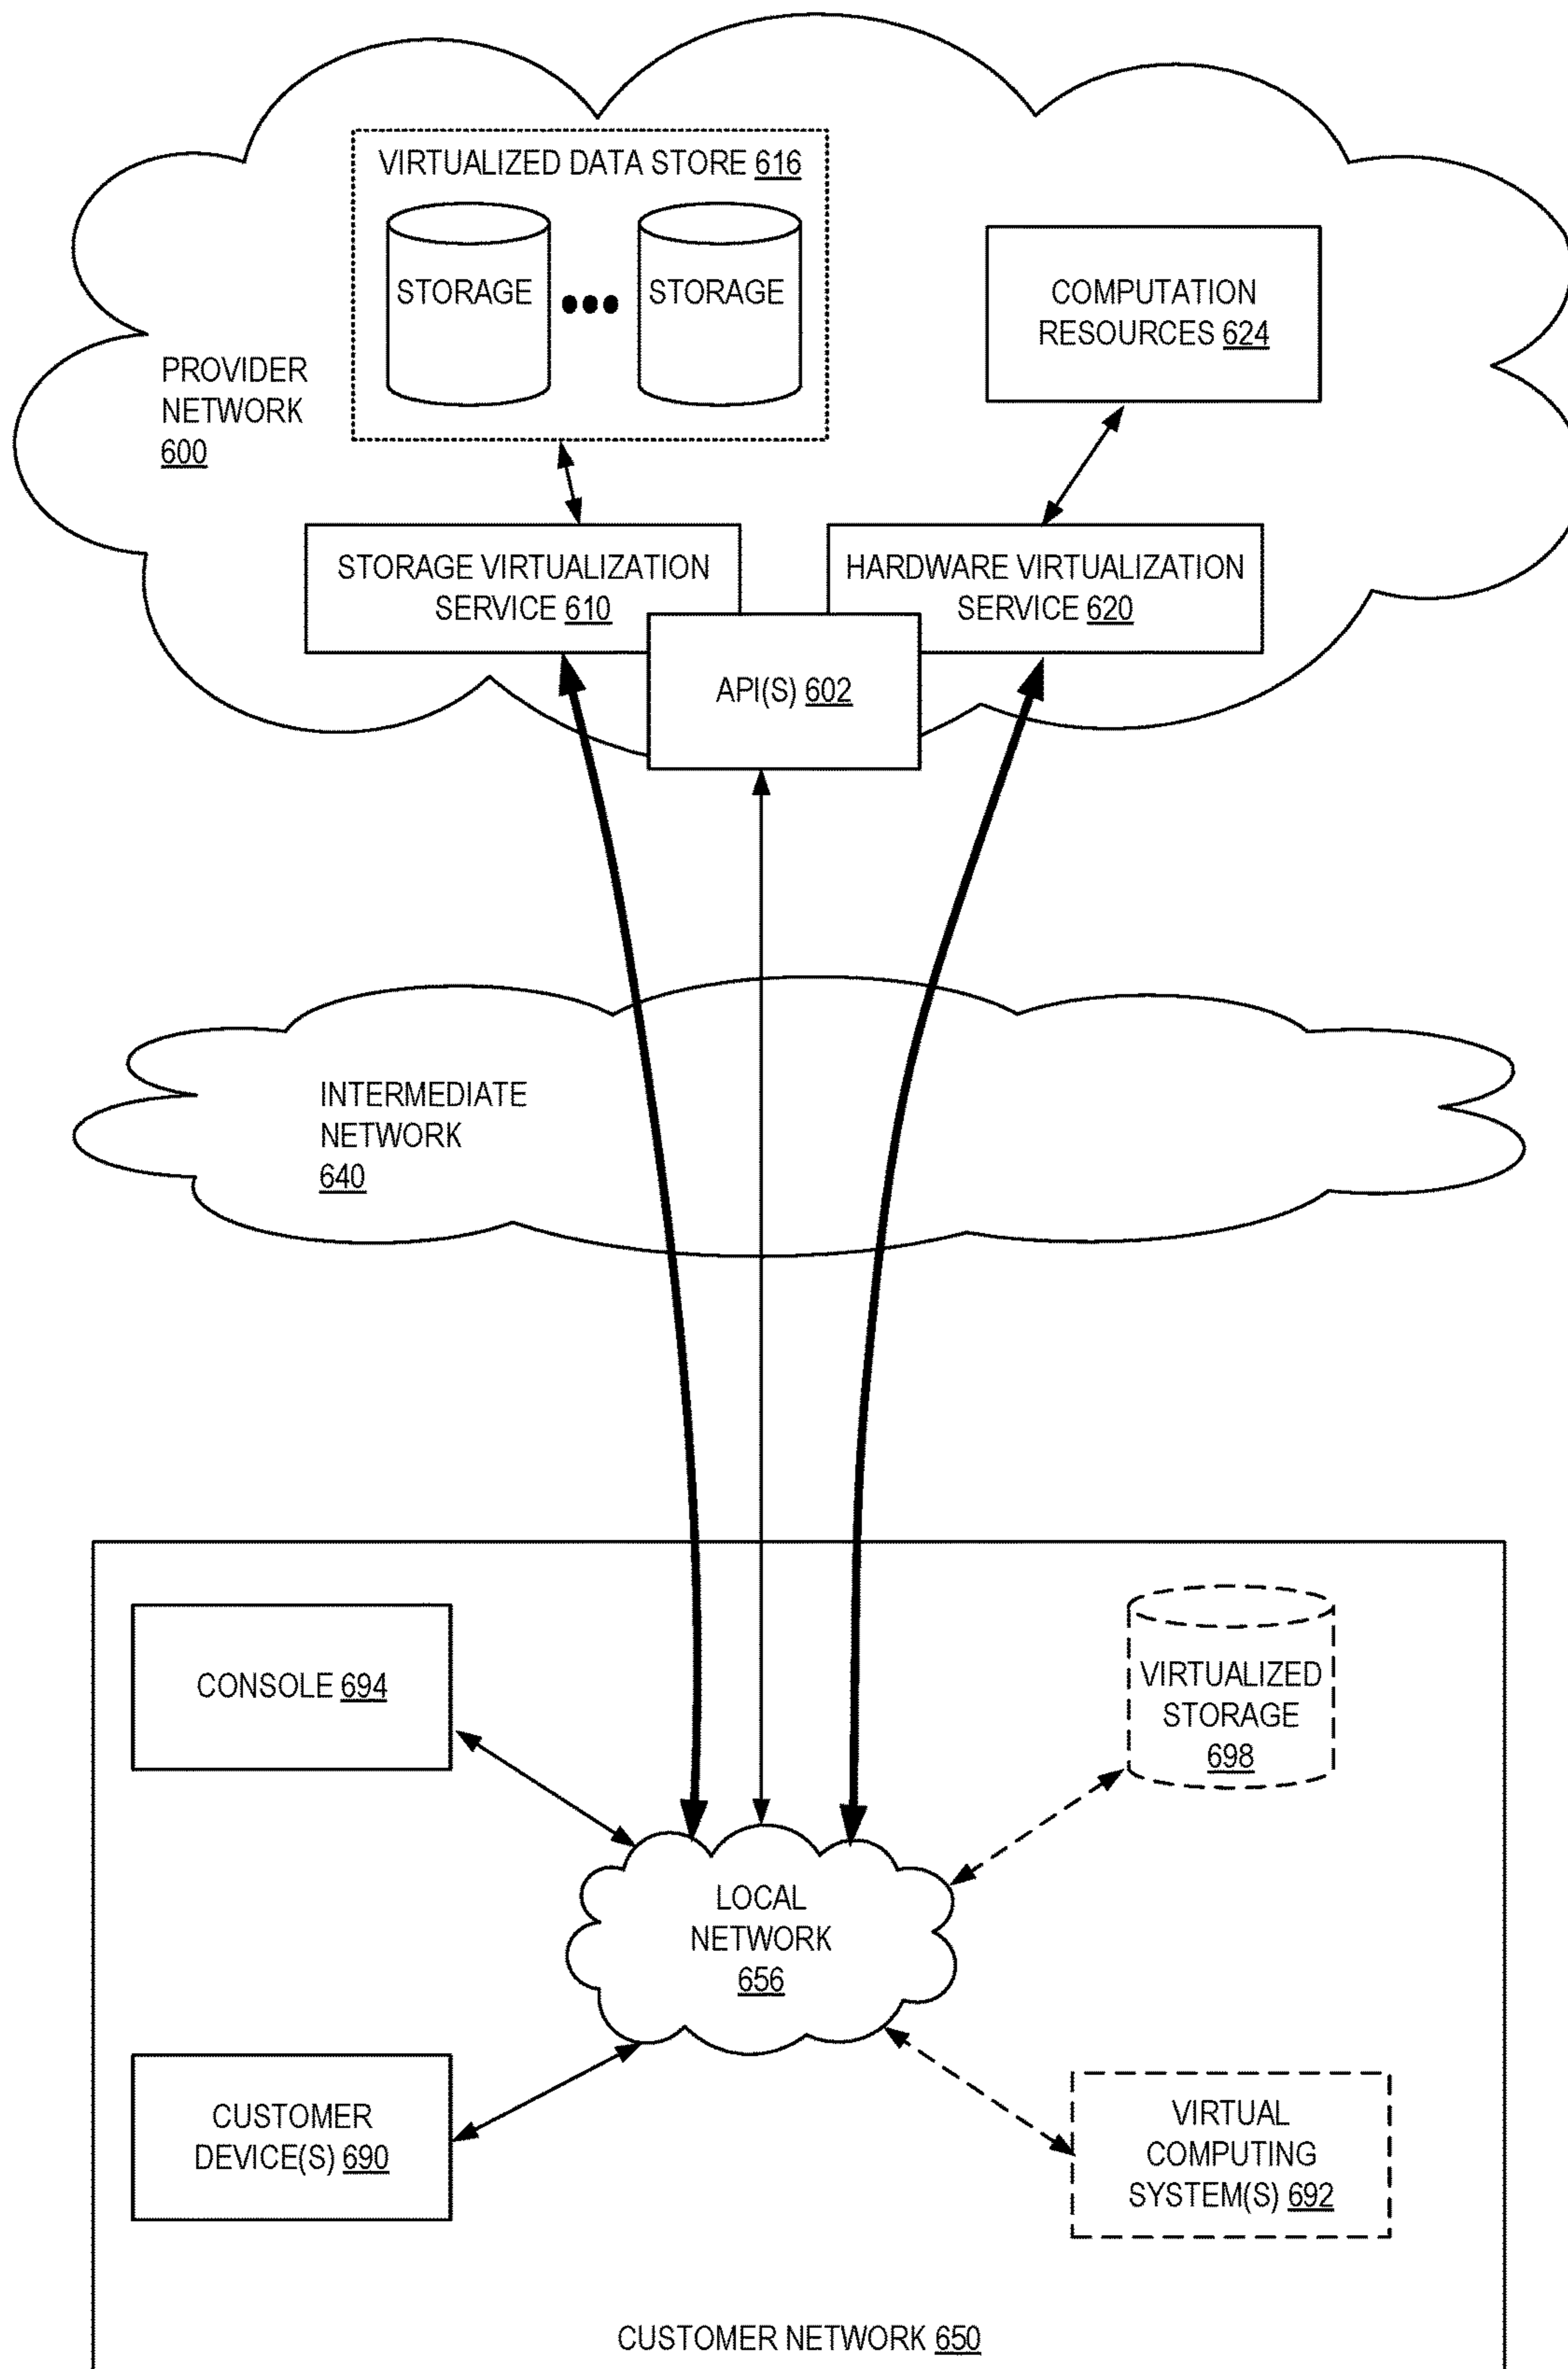 VIRTUALIZED DATA STORE 616
STORAGE
STORAGE
COMPUTATION
RESOURCES 624
PROVIDER
NETWORK
600
STORAGE VIRTUALIZATION
SERVICE 610
HARDWARE VIRTUALIZATION
SERVICE 620
API(S) 602
INTERMEDIATE
NETWORK
640
CONSOLE 694
VIRTUALIZED
STORAGE
698
LOCAL
NETWORK
656
CUSTOMER
DEVICE(S) 690
VIRTUAL
COMPUTING
SYSTEM(S) 692
CUSTOMER NETWORK 650